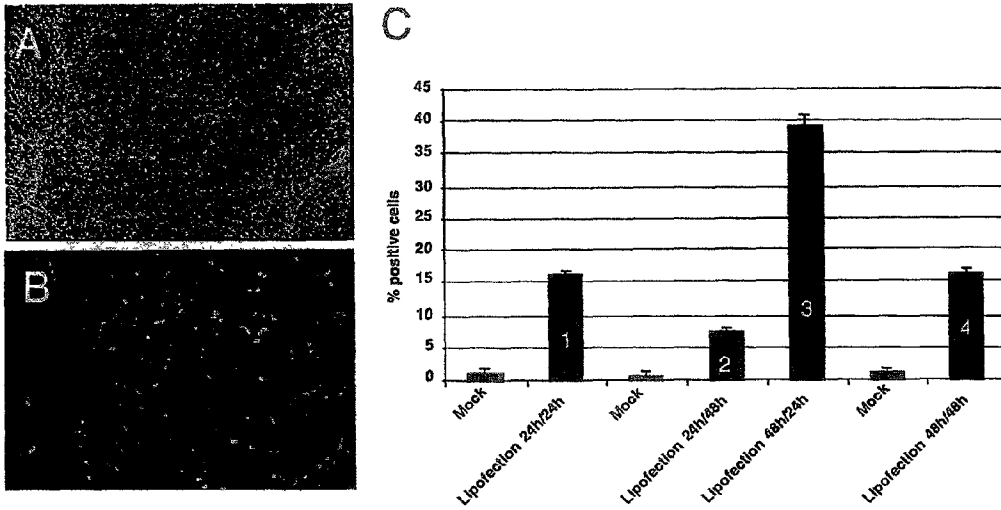 A
B
C
% positive cells
45
40
35
30
25
20
15
10
5
0
1
2
3
4
Mock
Lipofection 24h/24h
Mock
Lipofection 24h/48h
Lipofection 48h/24h
Mock
Lipofection 48h/48h